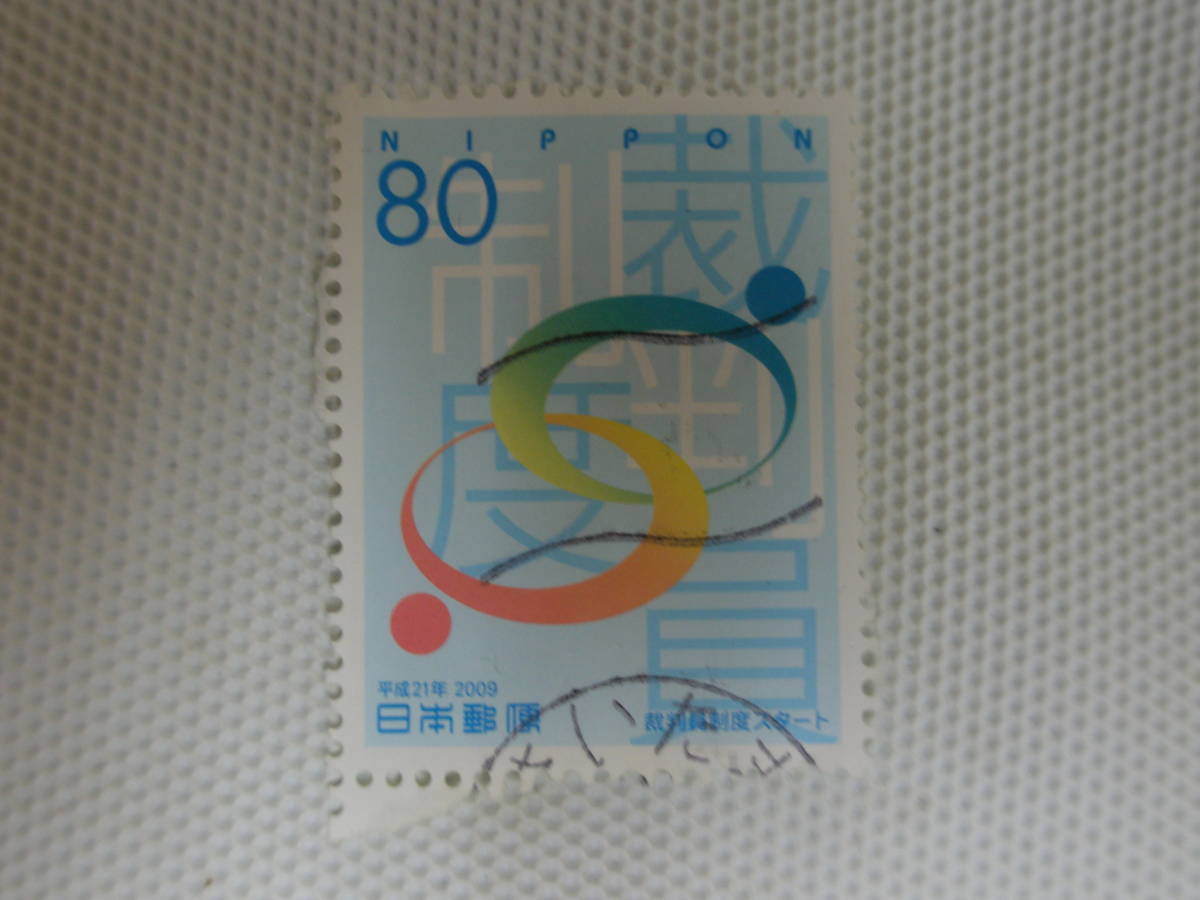 NIPPON
80
裁判員
制度
平成21年 2009
日本郵便
裁判員制度スタート